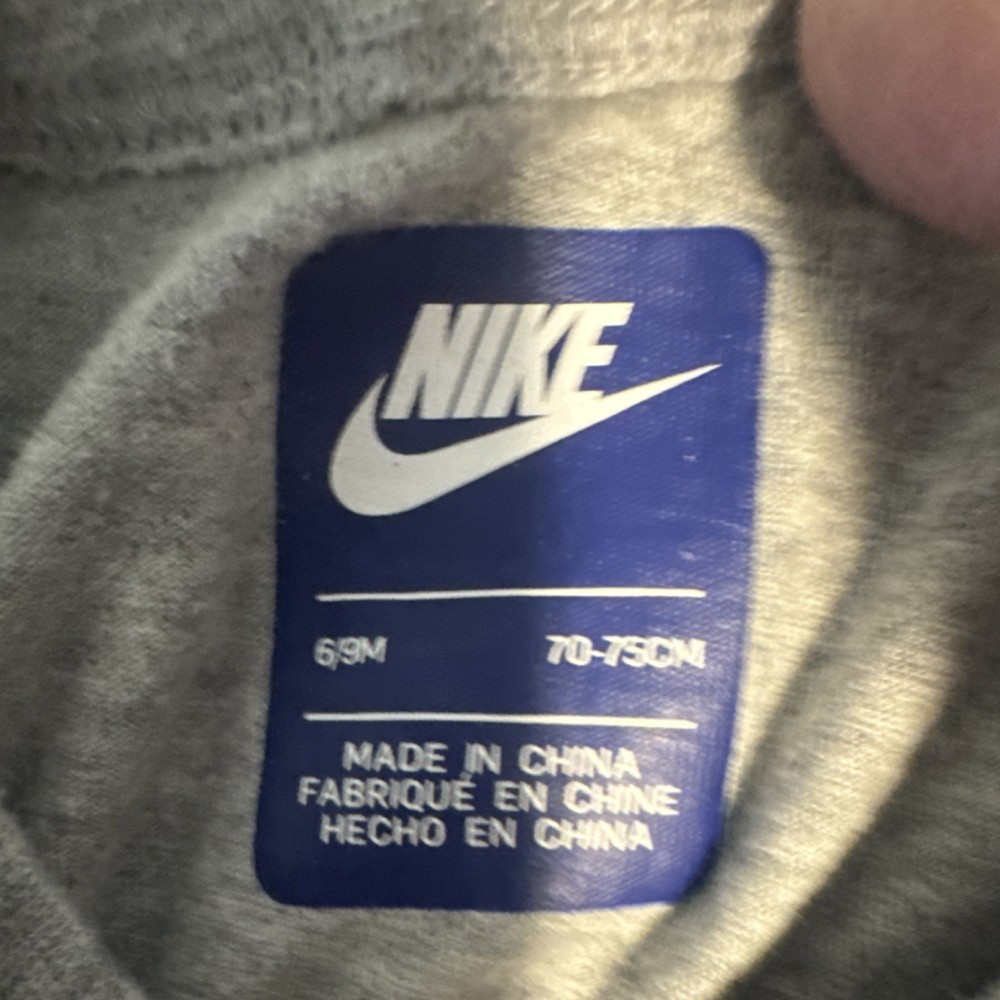 NIKE
6/9M 70-75CM
MADE IN CHINA
FABRIQUÉ EN CHINE
HECHO EN CHINA